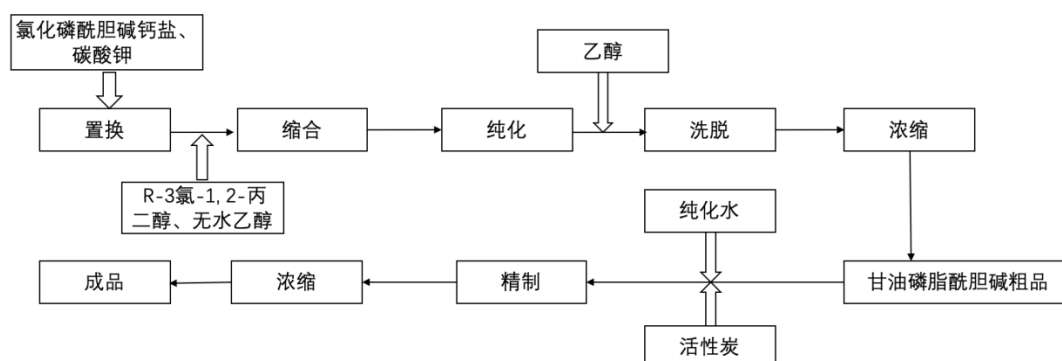 氯化磷酰胆碱钙盐、
碳酸钾
乙醇
置换
缩合
纯化
洗脱
浓缩
R-3氯-1,2-丙
二醇、无水乙醇
纯化水
成品
浓缩
精制
甘油磷脂酰胆碱粗品
活性炭